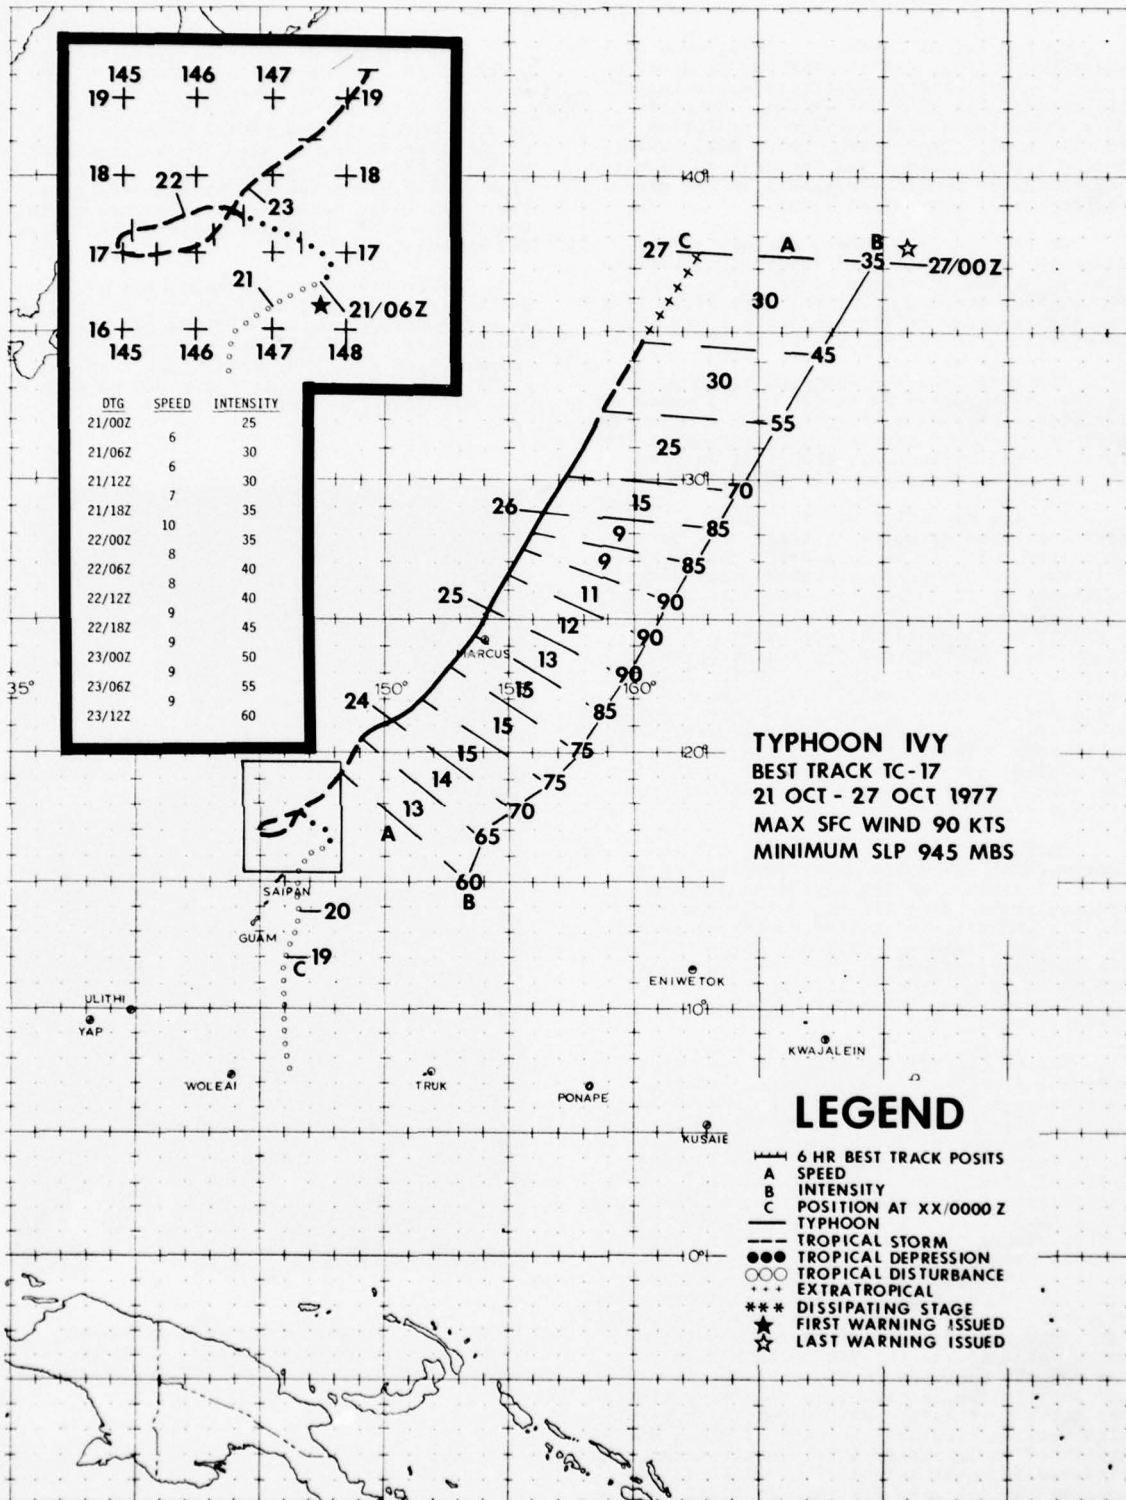 145 146 147
19 19
18 18
22
23
17 17
21
21/06Z
16
145 146 147 148
DTG SPEED INTENSITY
21/00Z 25
6
21/06Z 30
6
21/12Z 30
7
21/18Z 35
10
22/00Z 35
8
22/06Z 40
8
22/12Z 40
9
22/18Z 45
9
23/00Z 50
9
23/06Z 55
9
23/12Z 60
40°
27 C A B
35 27/00Z
30
45
30
55
25
30°
70
15
26
85
9
85
9
25 11 90
12 90
MARCUS
13
90
35° 150° 15 160°
24 85
15
75 20°
15
14 75
13 70
A 65
60
B
SAIPAN
20
GUAM
19
C
TYPHOON IVY
BEST TRACK TC-17
21 OCT - 27 OCT 1977
MAX SFC WIND 90 KTS
MINIMUM SLP 945 MBS
ENIWETOK
ULITHI
YAP
10°
KWAJALEIN
WOLEAI
TRUK
PONAPE
KUSAIE
0°
LEGEND
6 HR BEST TRACK POSITS
A SPEED
B INTENSITY
C POSITION AT XX/0000 Z
TYPHOON
TROPICAL STORM
TROPICAL DEPRESSION
TROPICAL DISTURBANCE
EXTRATROPICAL
DISSIPATING STAGE
FIRST WARNING ISSUED
LAST WARNING ISSUED